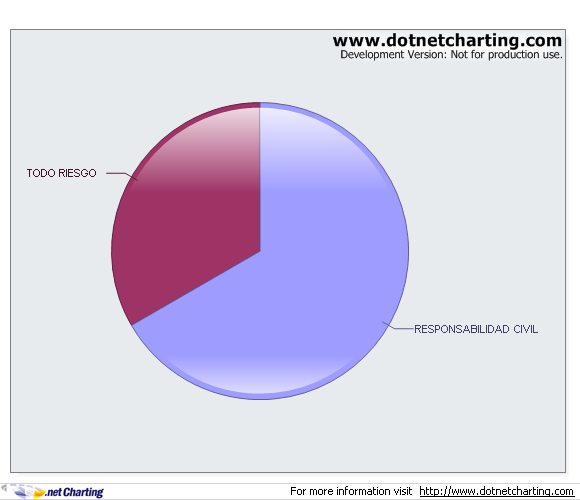 www.dotnetcharting.com
Development Version: Not for production use.
TODO RIESGO
RESPONSABILIDAD CIVIL
.net Charting
For more information visit http://www.dotnetcharting.com